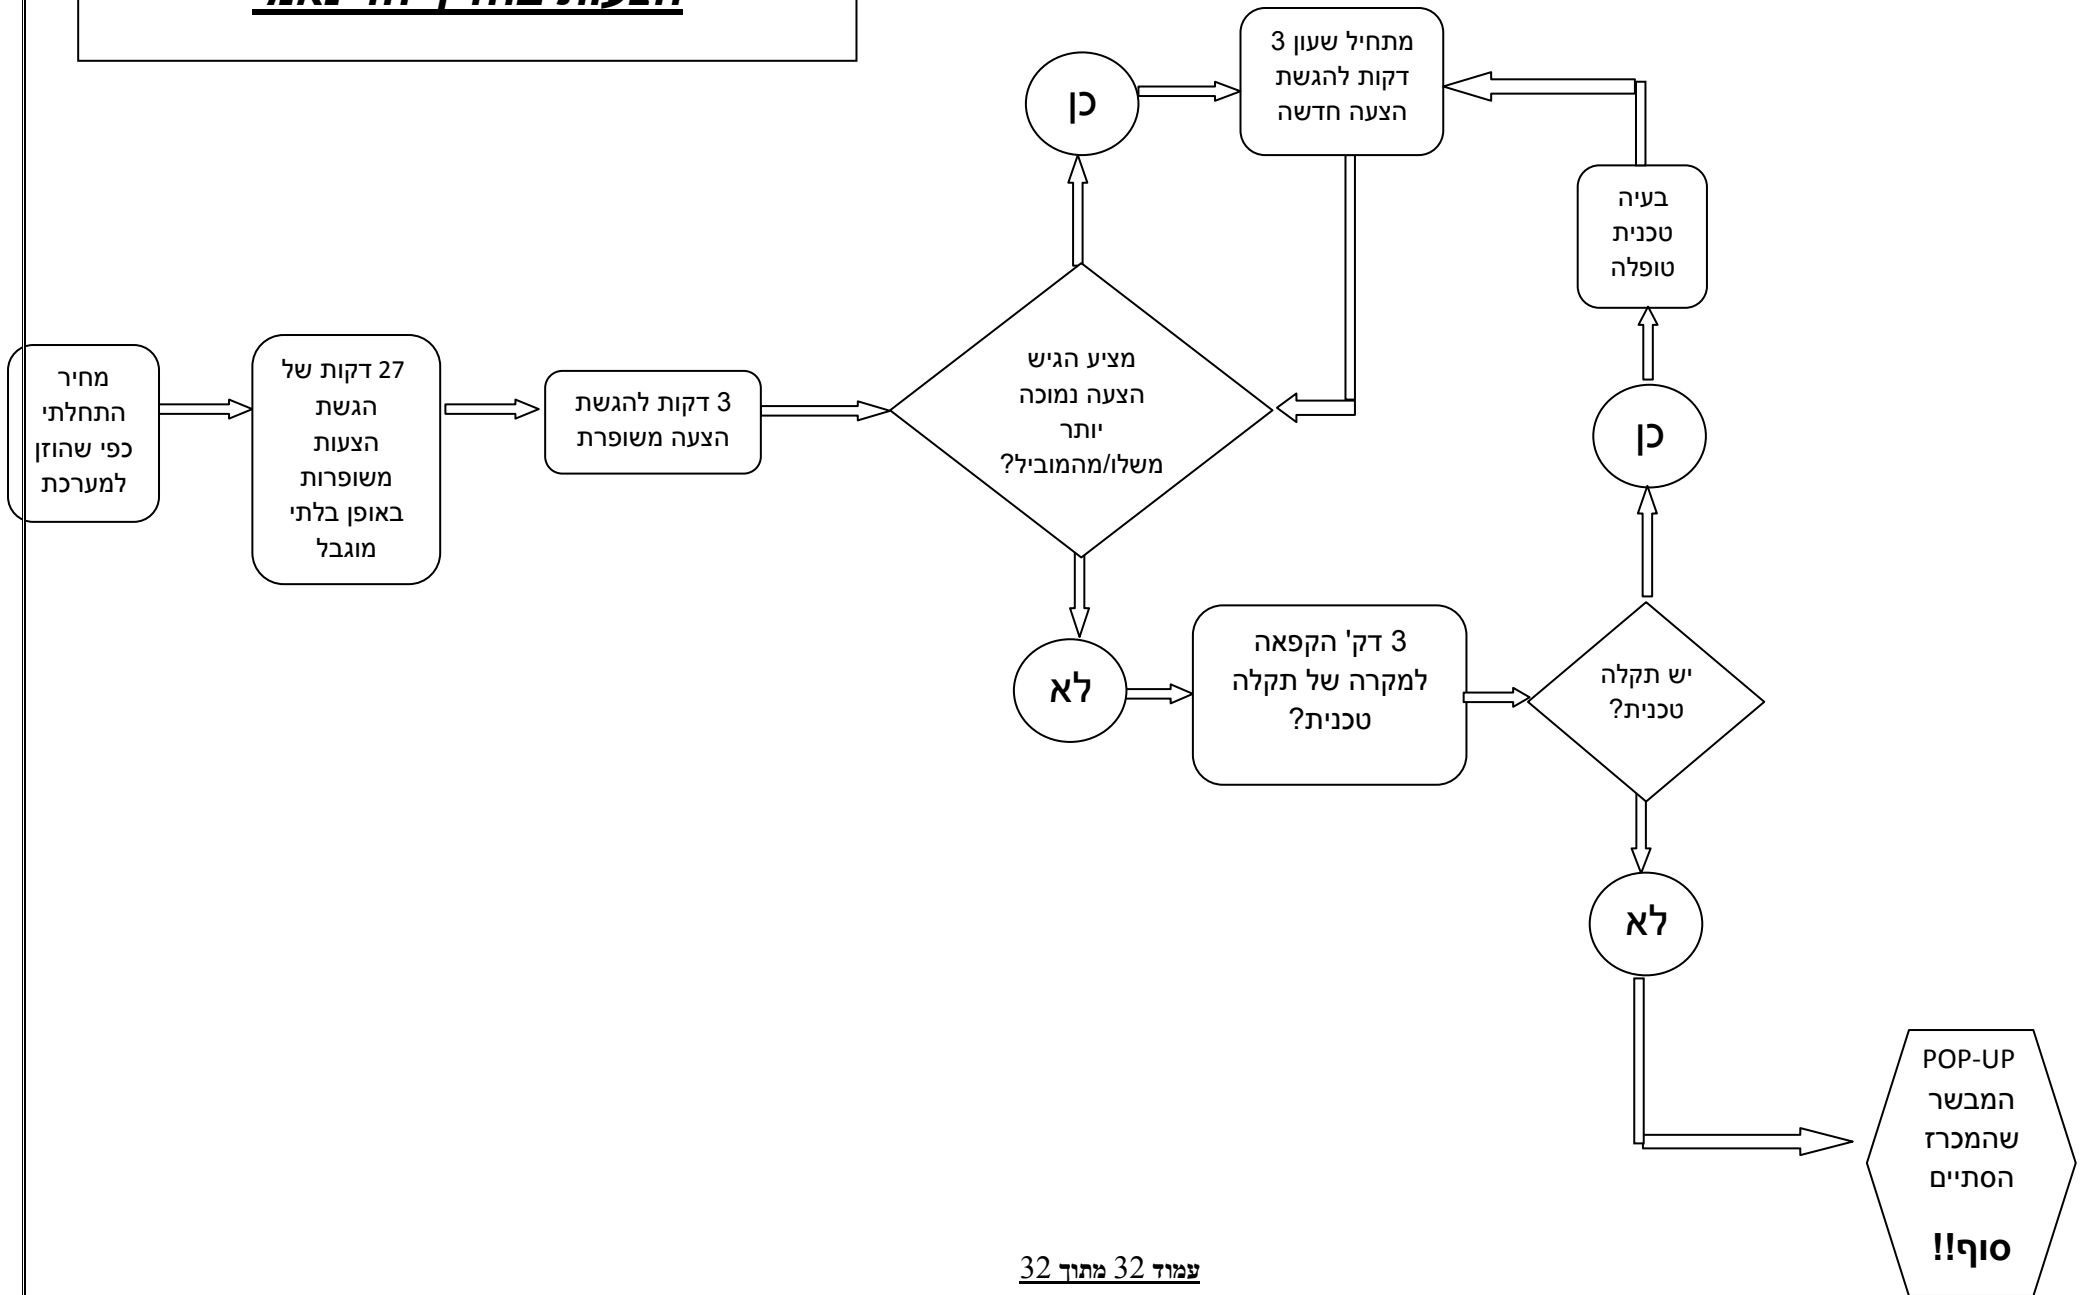 מתחיל שעון 3
דקות להגשת
הצעה חדשה
כן
בעיה
טכנית
טופלה
מחיר
התחלתי
כפי שהוזן
למערכת
27 דקות של
הגשת
הצעות
משופרות
באופן בלתי
מוגבל
3 דקות להגשת
הצעה משופרת
מציע הגיש
הצעה נמוכה
יותר
משלו/מהמוביל?
כן
לא
3 דק' הקפאה
למקרה של תקלה
טכנית?
יש תקלה
טכנית?
לא
POP-UP
המבשר
שהמכרז
הסתיים
סוף!!
עמוד 32 מתוך 32